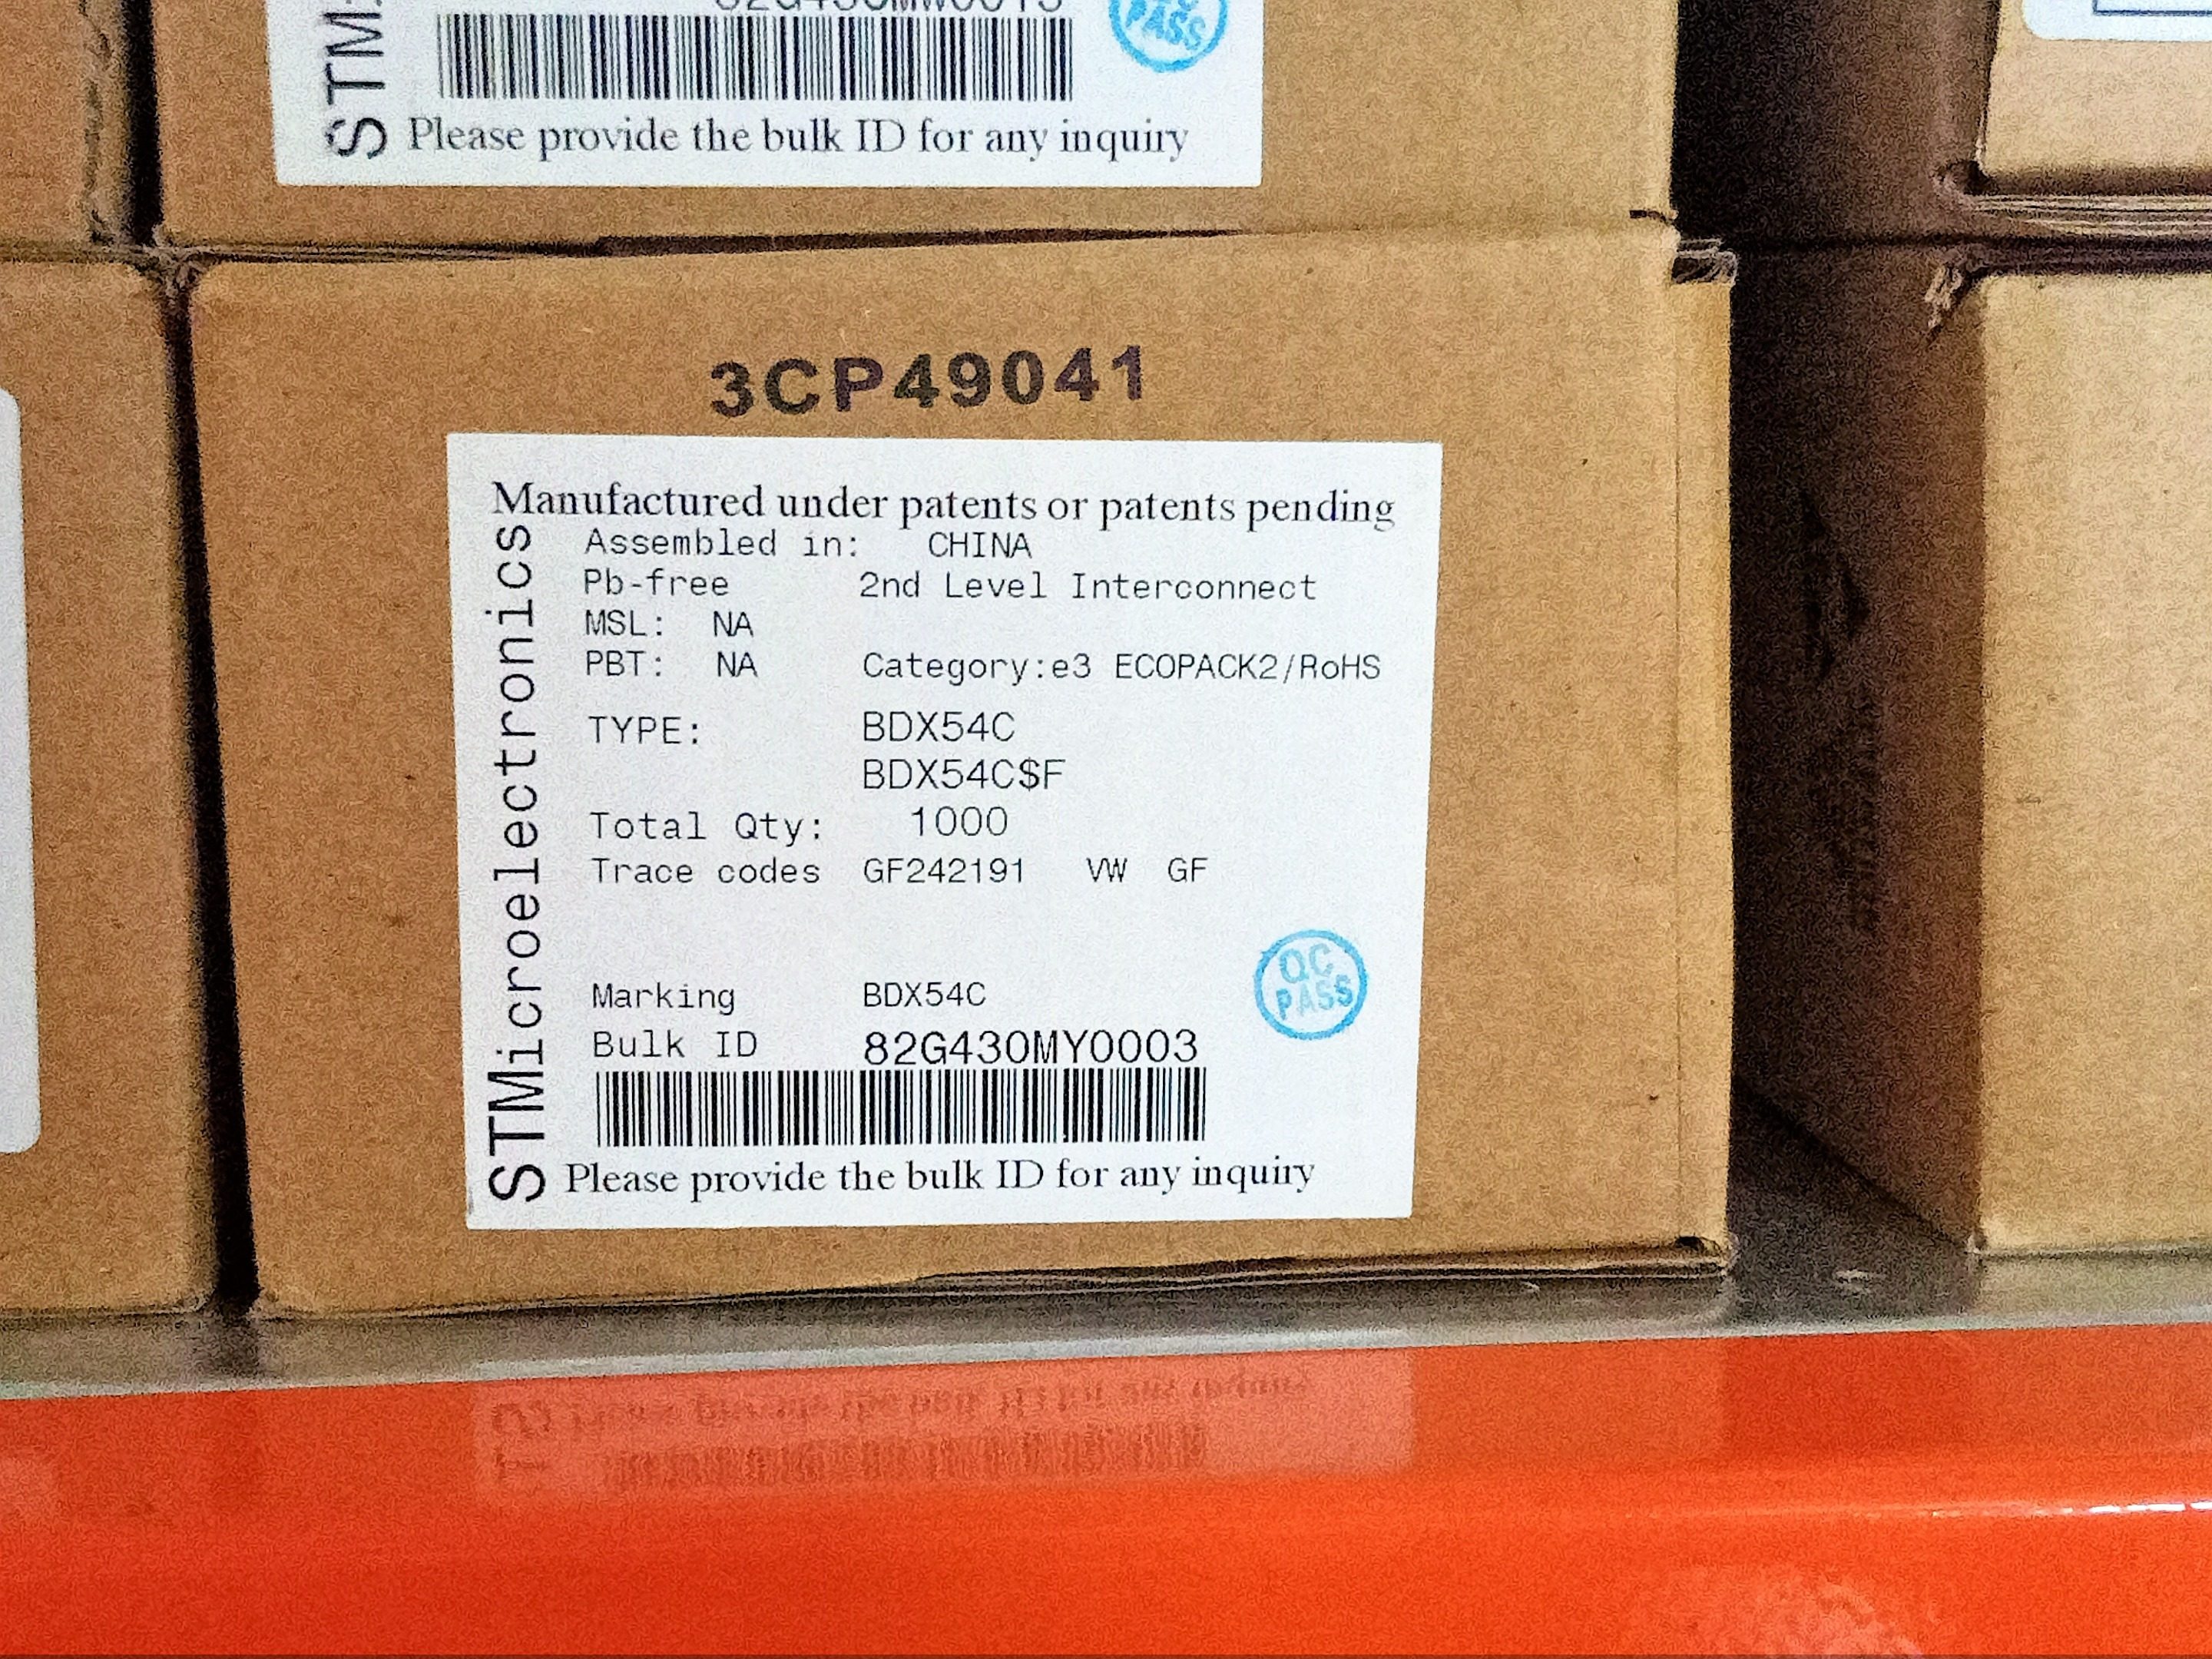 STM
PASS
Please provide the bulk ID for any inquiry
3CP49041
Manufactured under patents or patents pending
STMicroelectronics
Assembled in: CHINA
Pb-free 2nd Level Interconnect
MSL: NA
PBT: NA Category:e3 ECOPACK2/RoHS
TYPE: BDX54C
BDX54C$F
Total Qty: 1000
Trace codes GF242191 VW GF
Marking BDX54C
QC
PASS
Bulk ID 82G430MY0003
Please provide the bulk ID for any inquiry